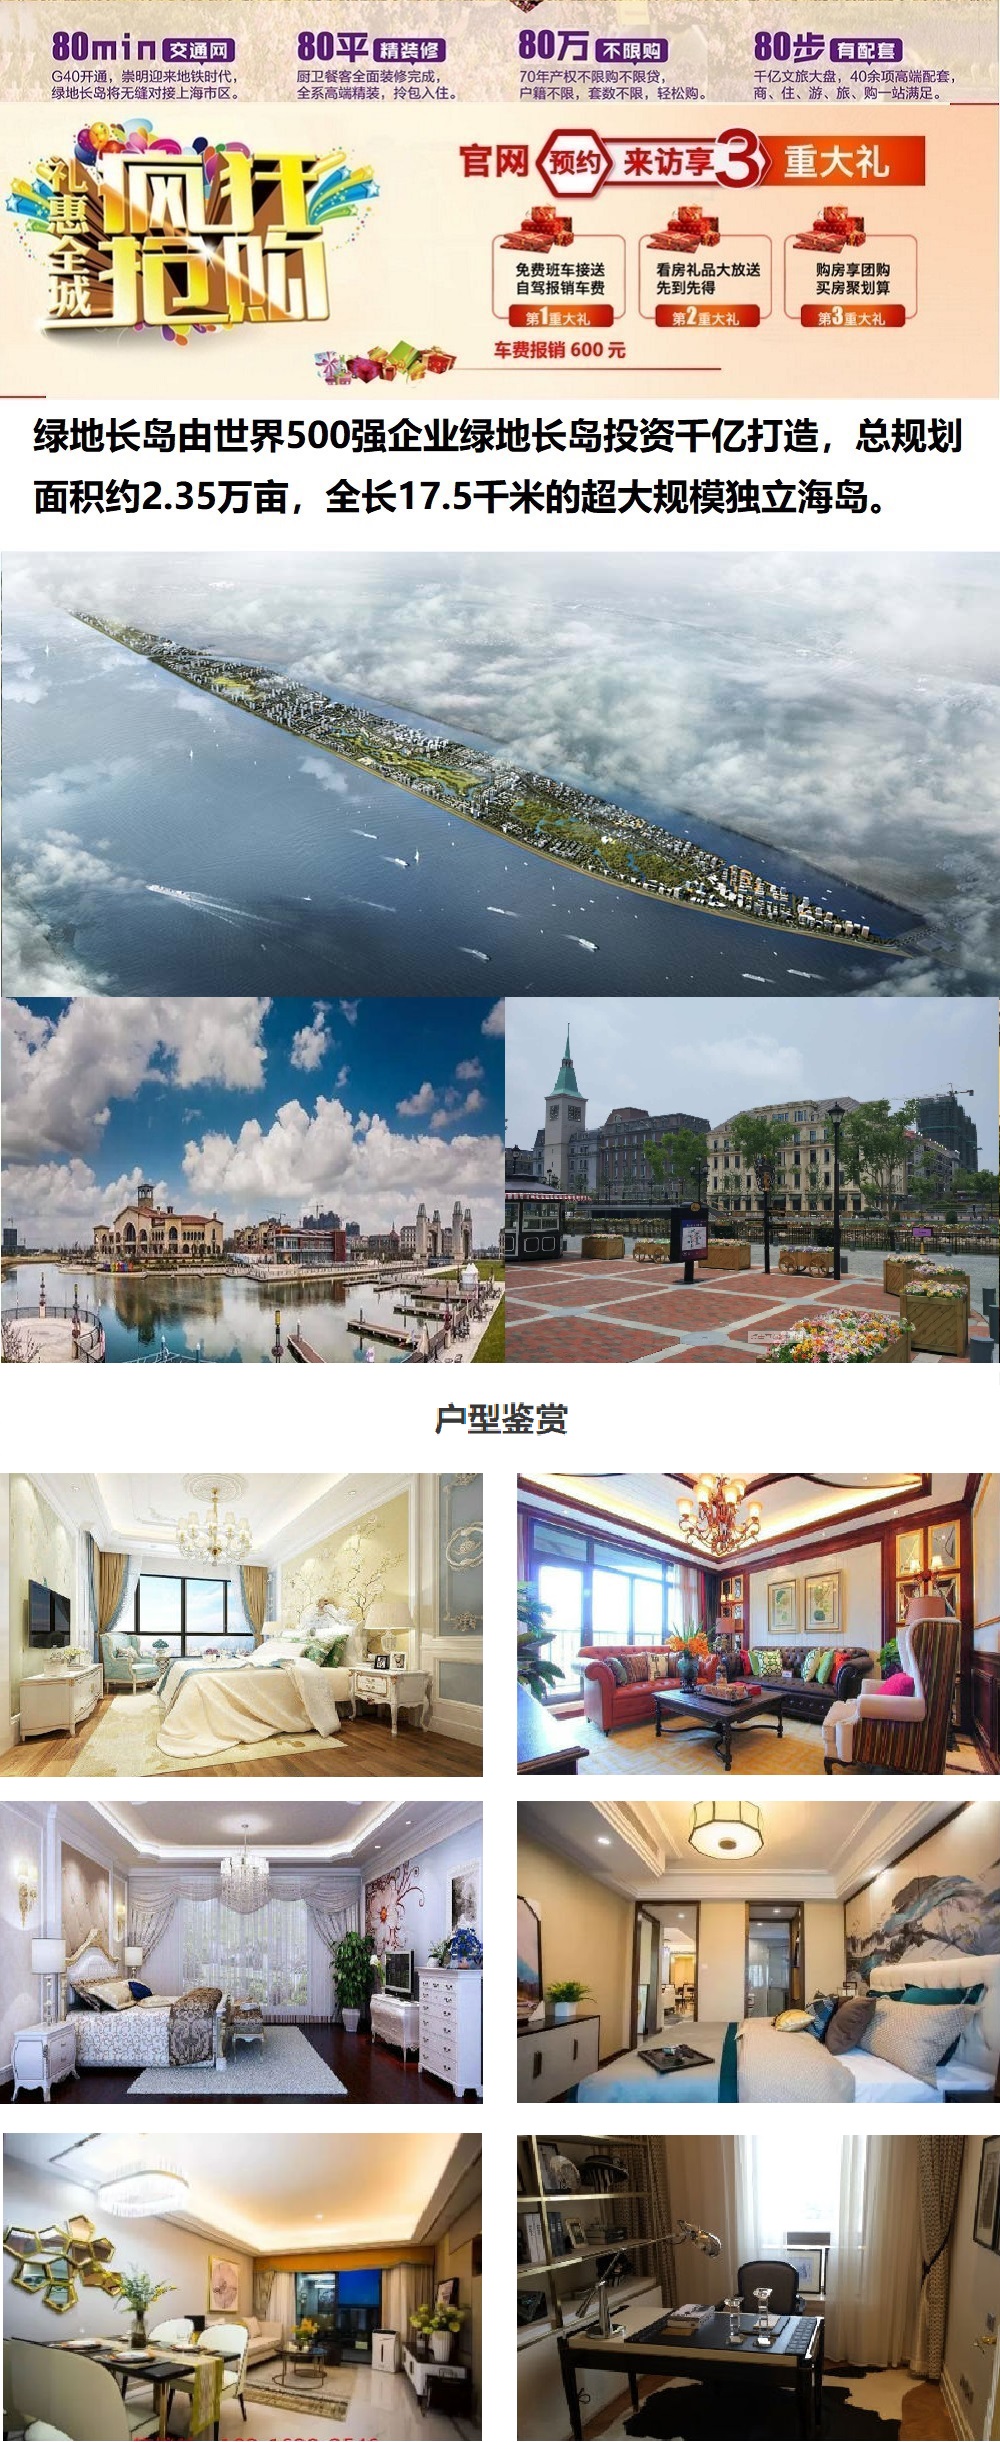 80min 交通网
G40开通，崇明迎来地铁时代，
绿地长岛将无缝对接上海市区。
80平 精装修
厨卫餐客全面装修完成，
全系高端精装，拎包入住。
80万 不限购
70年产权不限购不限贷，
户籍不限，套数不限，轻松购。
80步 有配套
千亿文旅大盘，40余项高端配套，
商、住、游、旅、购一站满足。
礼惠全城
疯狂
抢购
官网 预约 来访享3重大礼
免费班车接送
自驾报销车费
第1重大礼
看房礼品大放送
先到先得
第2重大礼
购房享团购
买房聚划算
第3重大礼
车费报销 600 元
绿地长岛由世界500强企业绿地长岛投资千亿打造，总规划
面积约2.35万亩，全长17.5千米的超大规模独立海岛。
户型鉴赏